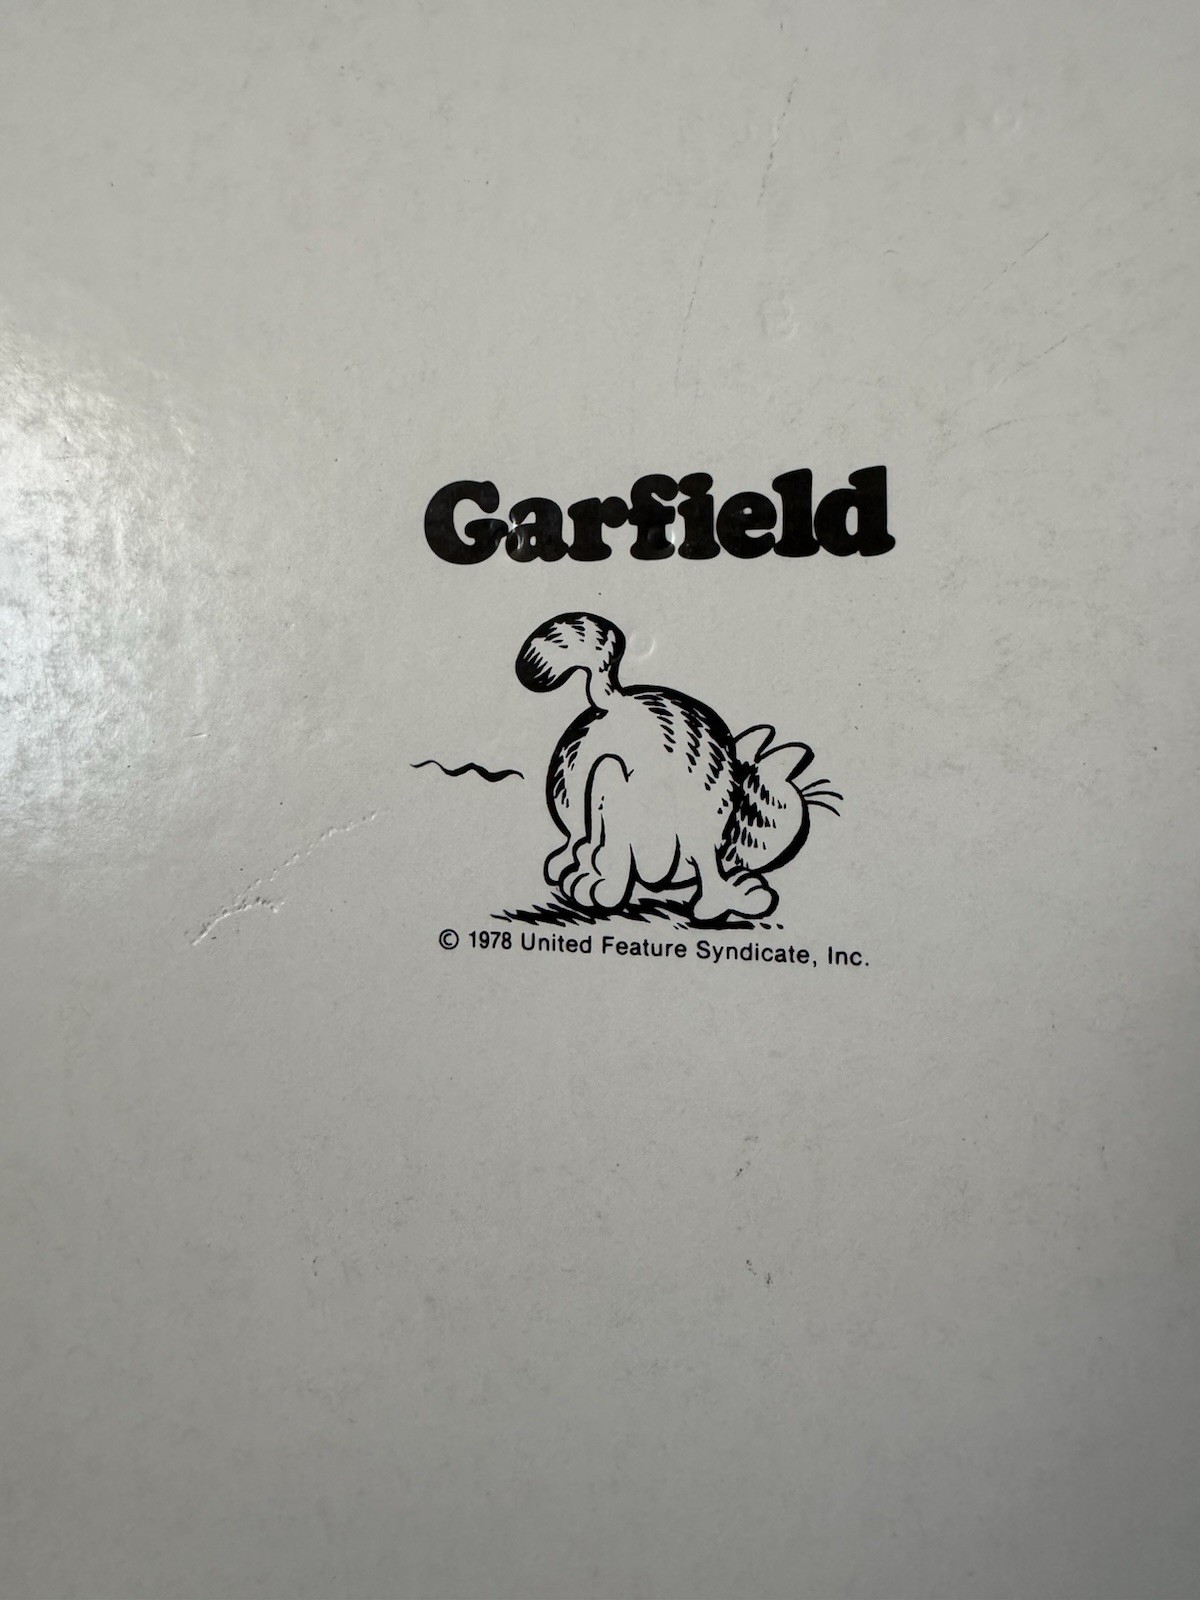 Garfield
© 1978 United Feature Syndicate, Inc.